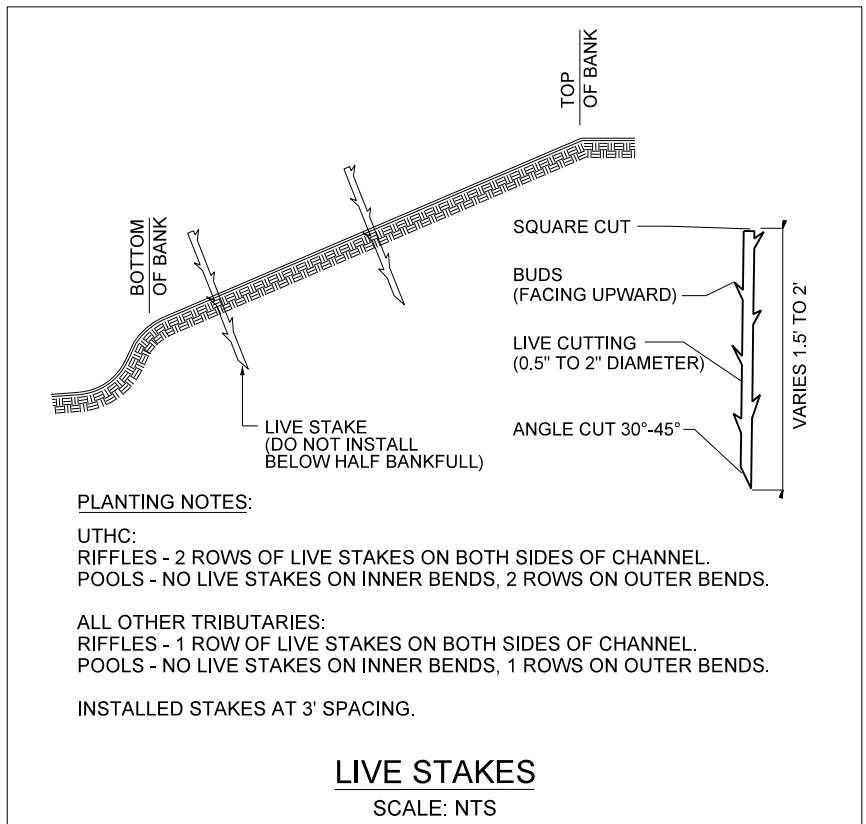 TOP
OF BANK
BOTTOM
OF BANK
SQUARE CUT
BUDS
(FACING UPWARD)
LIVE CUTTING
(0.5" TO 2" DIAMETER)
ANGLE CUT 30°-45°
VARIES 1.5' TO 2'
LIVE STAKE
(DO NOT INSTALL
BELOW HALF BANKFULL)
PLANTING NOTES:
UTHC:
RIFFLES - 2 ROWS OF LIVE STAKES ON BOTH SIDES OF CHANNEL.
POOLS - NO LIVE STAKES ON INNER BENDS, 2 ROWS ON OUTER BENDS.
ALL OTHER TRIBUTARIES:
RIFFLES - 1 ROW OF LIVE STAKES ON BOTH SIDES OF CHANNEL.
POOLS - NO LIVE STAKES ON INNER BENDS, 1 ROWS ON OUTER BENDS.
INSTALLED STAKES AT 3' SPACING.
LIVE STAKES
SCALE: NTS